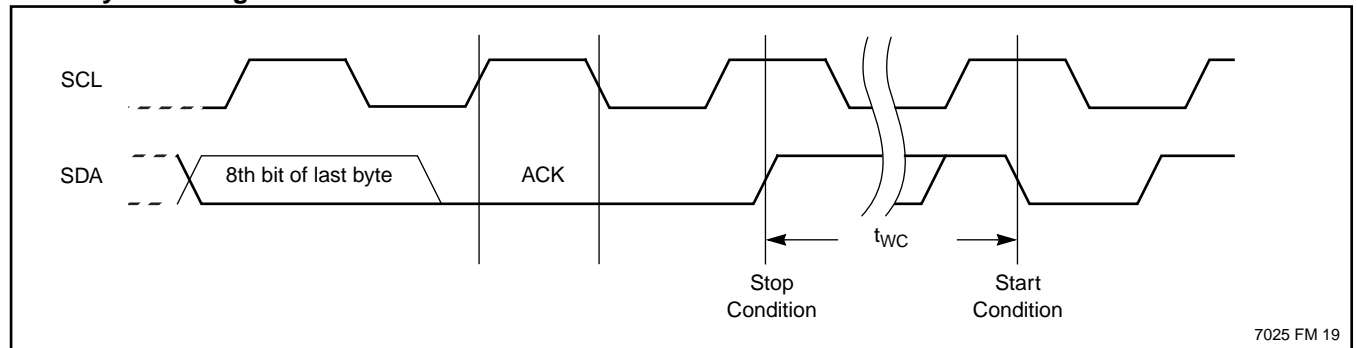 SCL
SDA
8th bit of last byte
ACK
tWC
Stop
Condition
Start
Condition
7025 FM 19